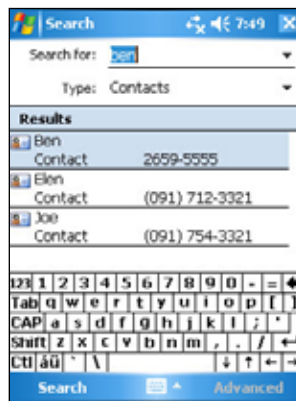 Search 7:49
Search for: ben
Type: Contacts
Results
Ben
Contact 2659-5555
Elen
Contact (091) 712-3321
Joe
Contact (091) 754-3321
123 1 2 3 4 5 6 7 8 9 0 - =
Tab q w e r t y u i o p [ ]
CAP a s d f g h j k l ; '
Shift z x c v b n m , . /
Ctl áü ` \
Search Advanced